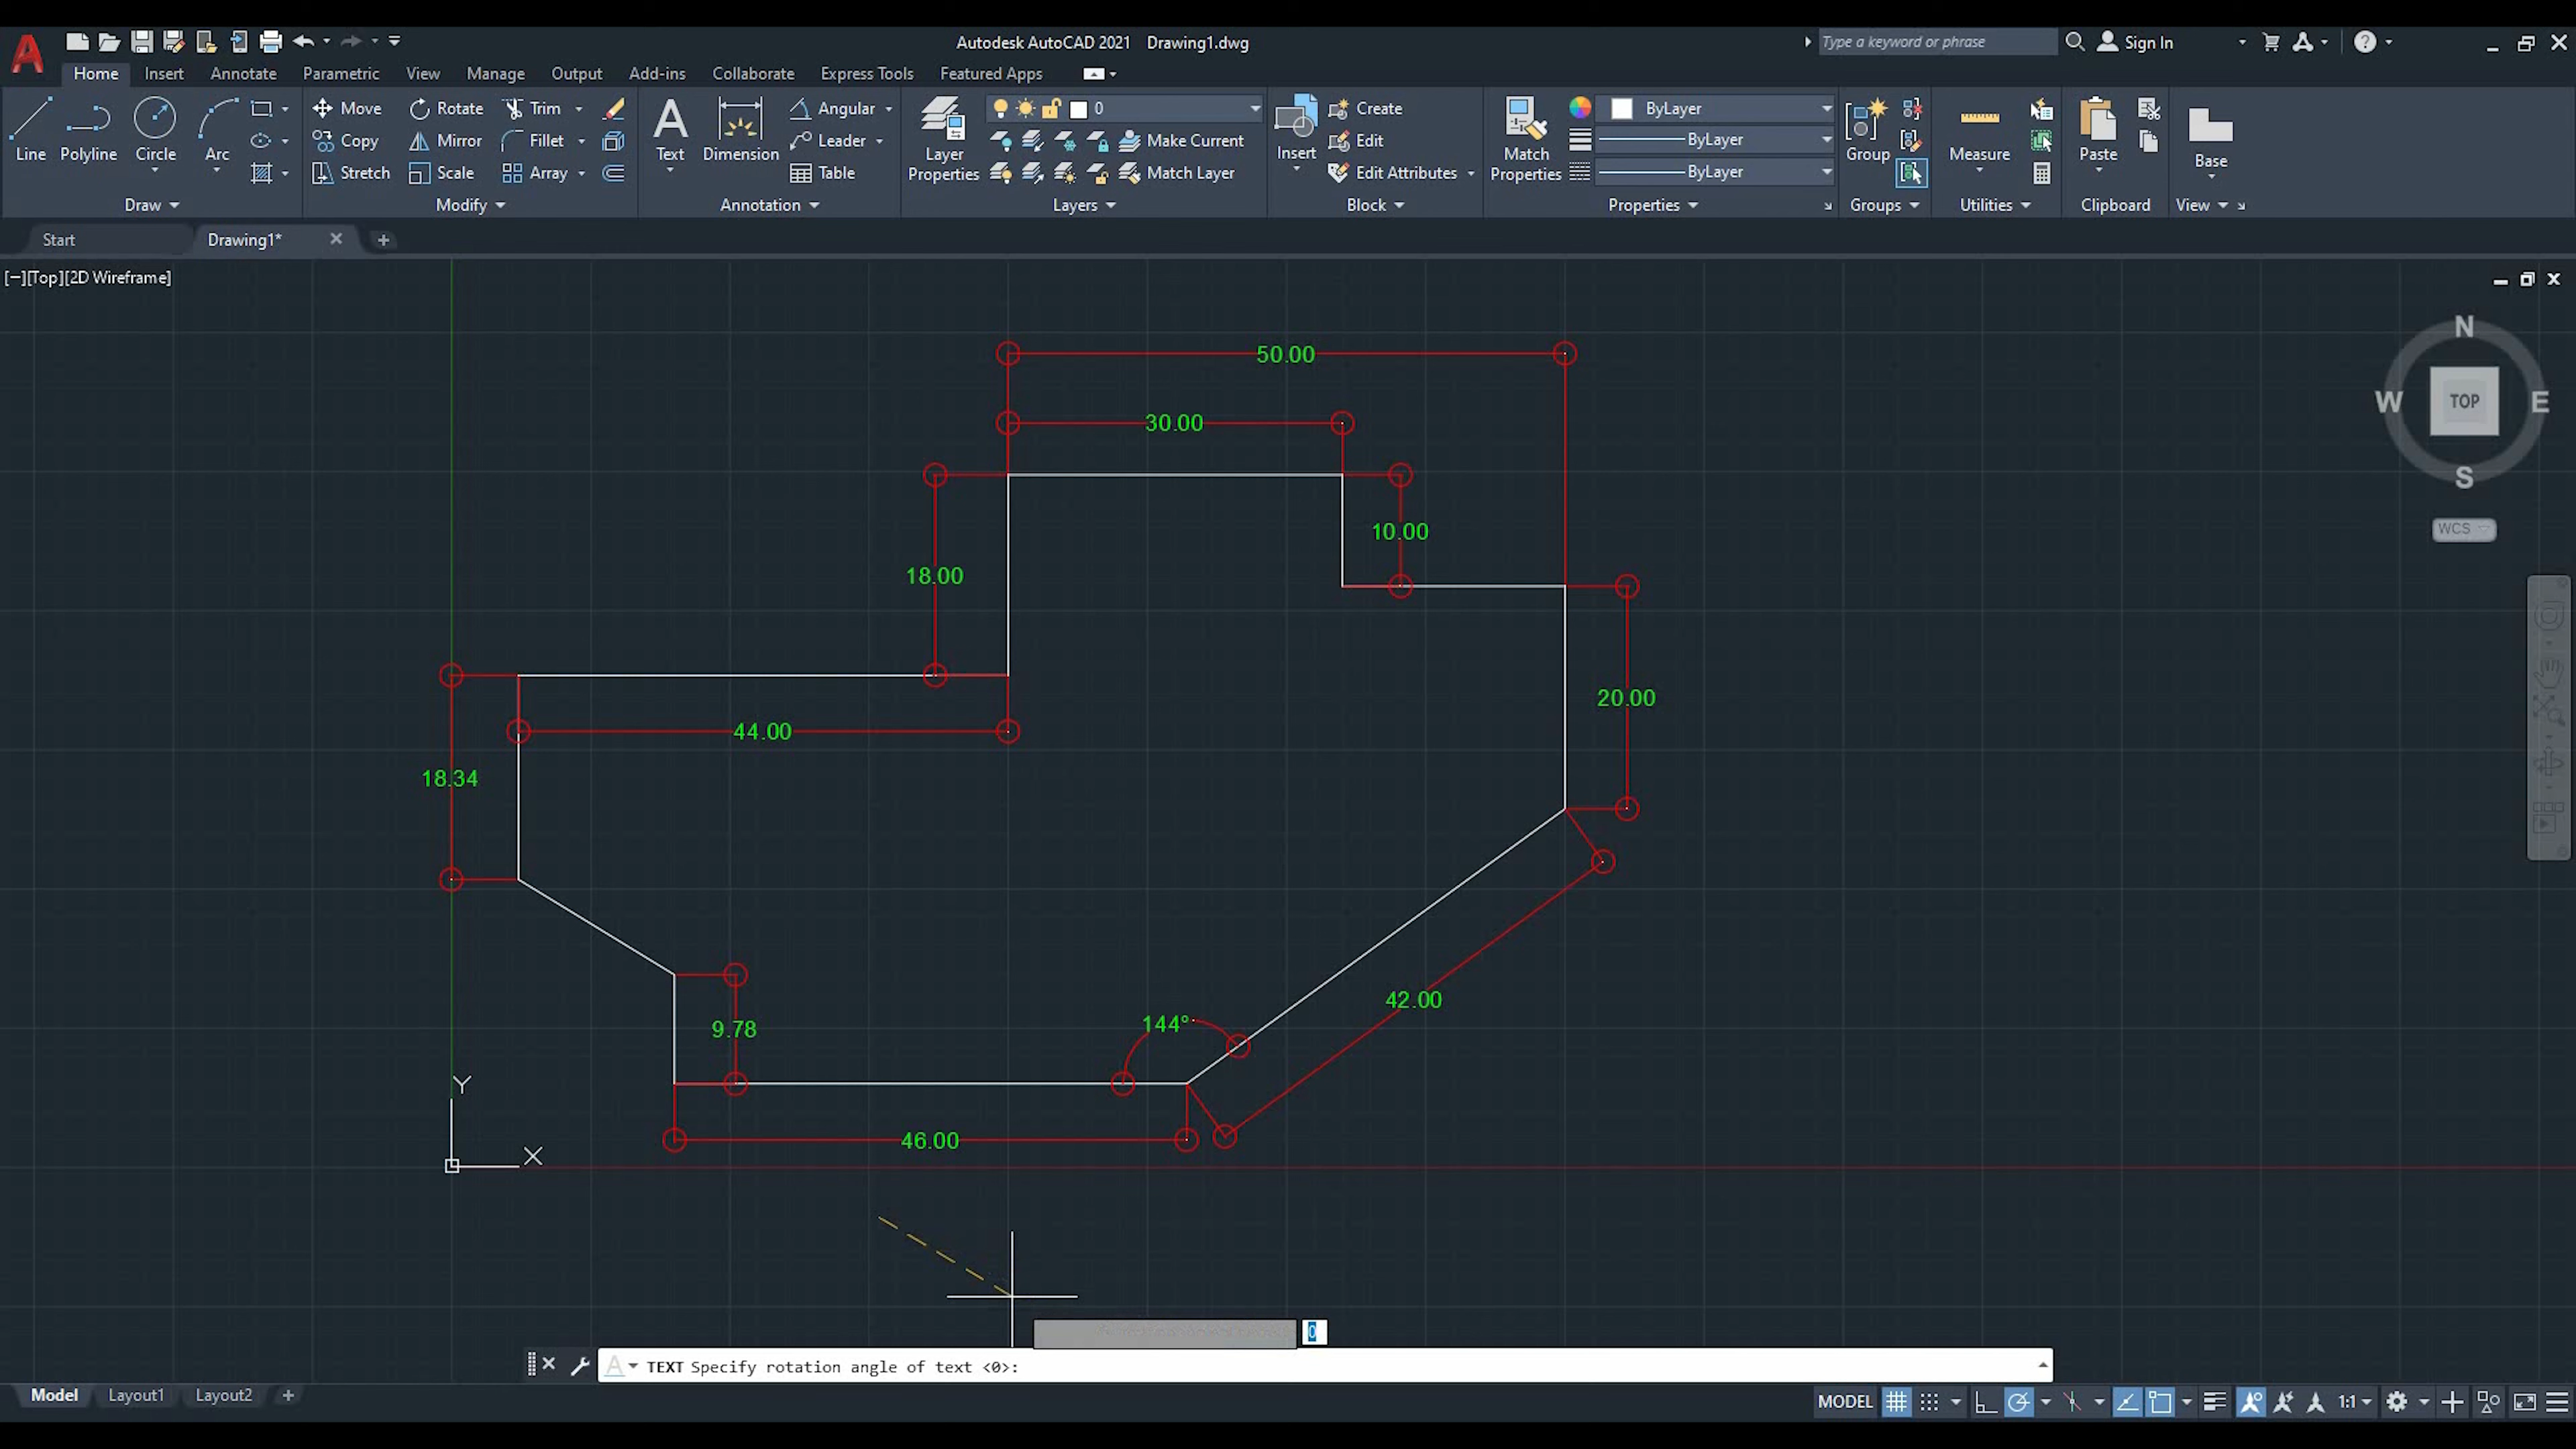 Autodesk AutoCAD 2021 Drawing1.dwg
Type a keyword or phrase
Sign In
Home Insert Annotate Parametric View Manage Output Add-ins Collaborate Express Tools Featured Apps
Line Polyline Circle Arc
Move Rotate Trim
Copy Mirror Fillet
Stretch Scale Array
Text Dimension
Angular
Leader
Table
Layer Properties
0
Make Current
Match Layer
Insert
Create
Edit
Edit Attributes
Match Properties
ByLayer
ByLayer
ByLayer
Group
Measure
Paste
Base
Draw Modify Annotation Layers Block Properties Groups Utilities Clipboard View
Start Drawing1*
[−][Top][2D Wireframe]
N
W TOP E
S
WCS
50.00
30.00
10.00
18.00
20.00
44.00
18.34
42.00
144°
9.78
46.00
Y
X
0
TEXT Specify rotation angle of text <0>:
Model Layout1 Layout2
MODEL 1:1